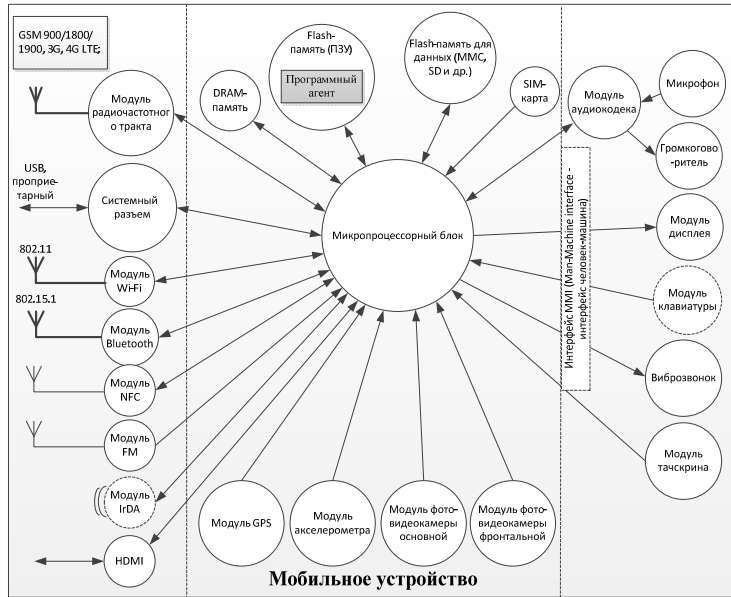 GSM 900/1800/
1900, 3G, 4G LTE;
Модуль
радиочастотно
го тракта
USB,
проприе-
тарный
Системный
разъем
802.11
Модуль
Wi-Fi
802.15.1
Модуль
Bluetooth
Модуль
NFC
Модуль
FM
Модуль
IrDA
HDMI
DRAM-
память
Flash-
память (ПЗУ)
Программный
агент
Flash-память для
данных (MMC,
SD и др.)
SIM-
карта
Микропроцессорный блок
Модуль GPS
Модуль
акселерометра
Модуль фото-
видеокамеры
основной
Модуль фото-
видеокамеры
фронтальной
Модуль
аудиокодека
Микрофон
Громкогово
-ритель
Интерфейс MMI (Man-Machine interface -
интерфейс человек-машина)
Модуль
дисплея
Модуль
клавиатуры
Виброзвонок
Модуль
тачскрина
Мобильное устройство